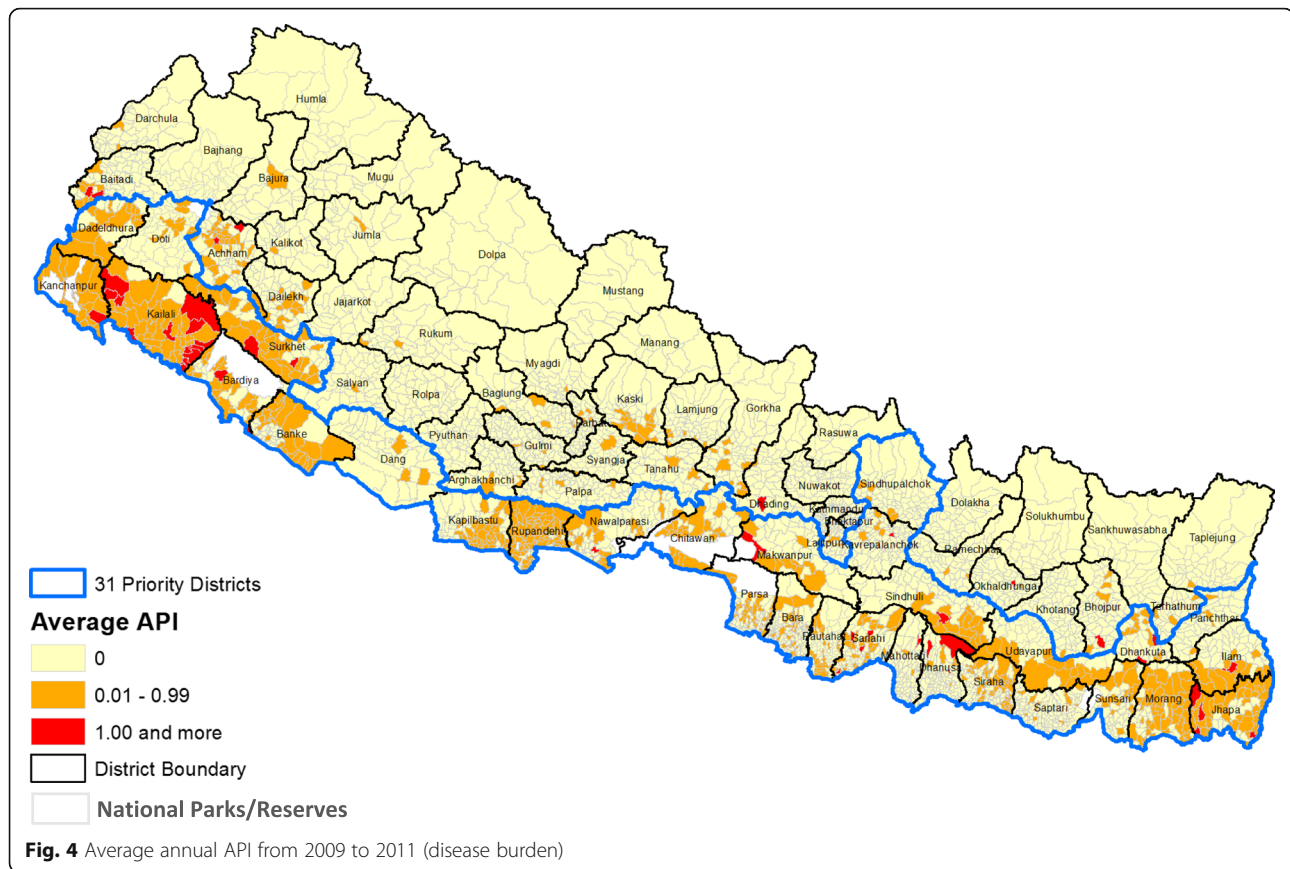 Humla
Darchula
Bajhang
Mugu
Baitadi
Bajura
Dadeldhura
Doti
Achham
Kalikot
Jumla
Dolpa
Kanchanpur
Kailali
Dailekh
Jajarkot
Mustang
Surkhet
Rukum
Manang
Bardiya
Salyan
Rolpa
Myagdi
Baglung
Kaski
Lamjung
Gorkha
Banke
Dang
Pyuthan
Gulmi
Syangja
Tanahu
Rasuwa
Arghakhanchi
Palpa
Nuwakot
Sindhupalchok
Dhading
Dolakha
Solukhumbu
Sankhuwasabha
Taplejung
Kapilbastu
Rupandehi
Nawalparasi
Chitawan
Makwanpur
Lalitpur
Kavrepalanchok
Ramechhap
Okhaldhunga
Khotang
Bhojpur
Terhathum
Panchthar
Parsa
Bara
Rautahat
Sarlahi
Sindhuli
Mahottari
Dhanusa
Siraha
Udayapur
Saptari
Sunsari
Dhankuta
Morang
Ilam
Jhapa
31 Priority Districts
Average API
0
0.01 - 0.99
1.00 and more
District Boundary
National Parks/Reserves
Fig. 4 Average annual API from 2009 to 2011 (disease burden)